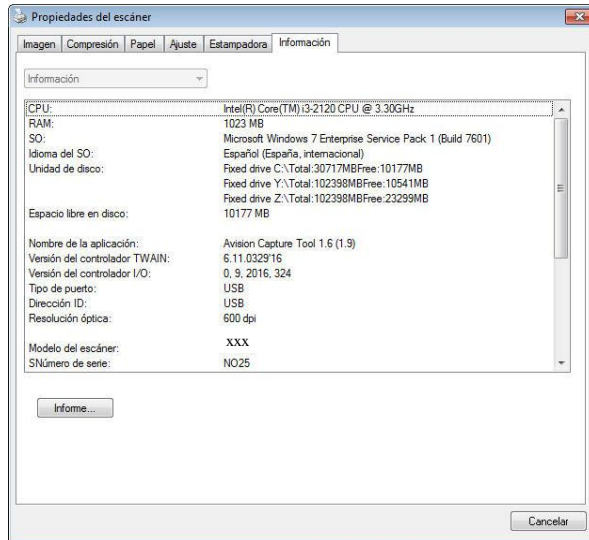 Propiedades del escáner
Imagen Compresión Papel Ajuste Estampadora Información
Información
CPU: Intel(R) Core(TM) i3-2120 CPU @ 3.30GHz
RAM: 1023 MB
SO: Microsoft Windows 7 Enterprise Service Pack 1 (Build 7601)
Idioma del SO: Español (España, internacional)
Unidad de disco: Fixed drive C:\Total:30717MBFree:10177MB
Fixed drive Y:\Total:102398MBFree:10541MB
Fixed drive Z:\Total:102398MBFree:23299MB
Espacio libre en disco: 10177 MB
Nombre de la aplicación: Avision Capture Tool 1.6 (1.9)
Versión del controlador TWAIN: 6.11.0329'16
Versión del controlador I/O: 0, 9, 2016, 324
Tipo de puerto: USB
Dirección ID: USB
Resolución óptica: 600 dpi
Modelo del escáner: XXX
SNúmero de serie: NO25
Informe...
Cancelar